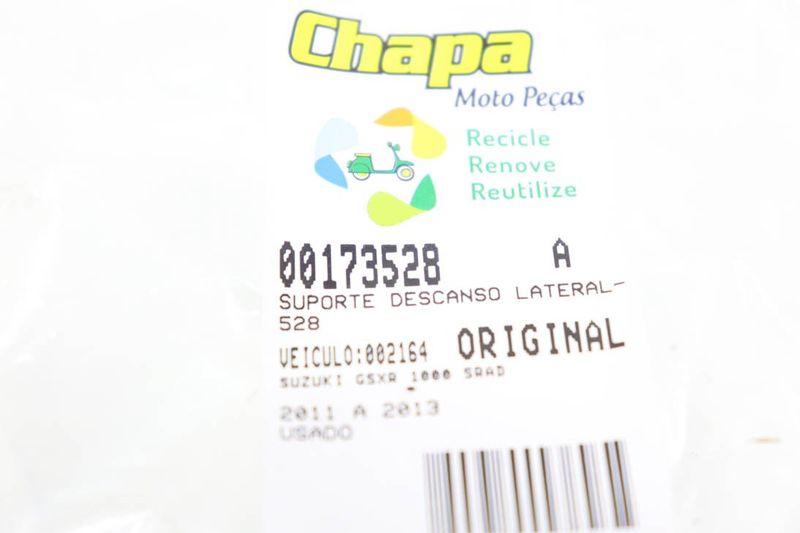 Chapa
Moto Peças
Recicle
Renove
Reutilize
00173528 A
SUPORTE DESCANSO LATERAL-
528
VEICULO:002164 ORIGINAL
SUZUKI GSXR 1000 SRAD
2011 A 2013
USADO